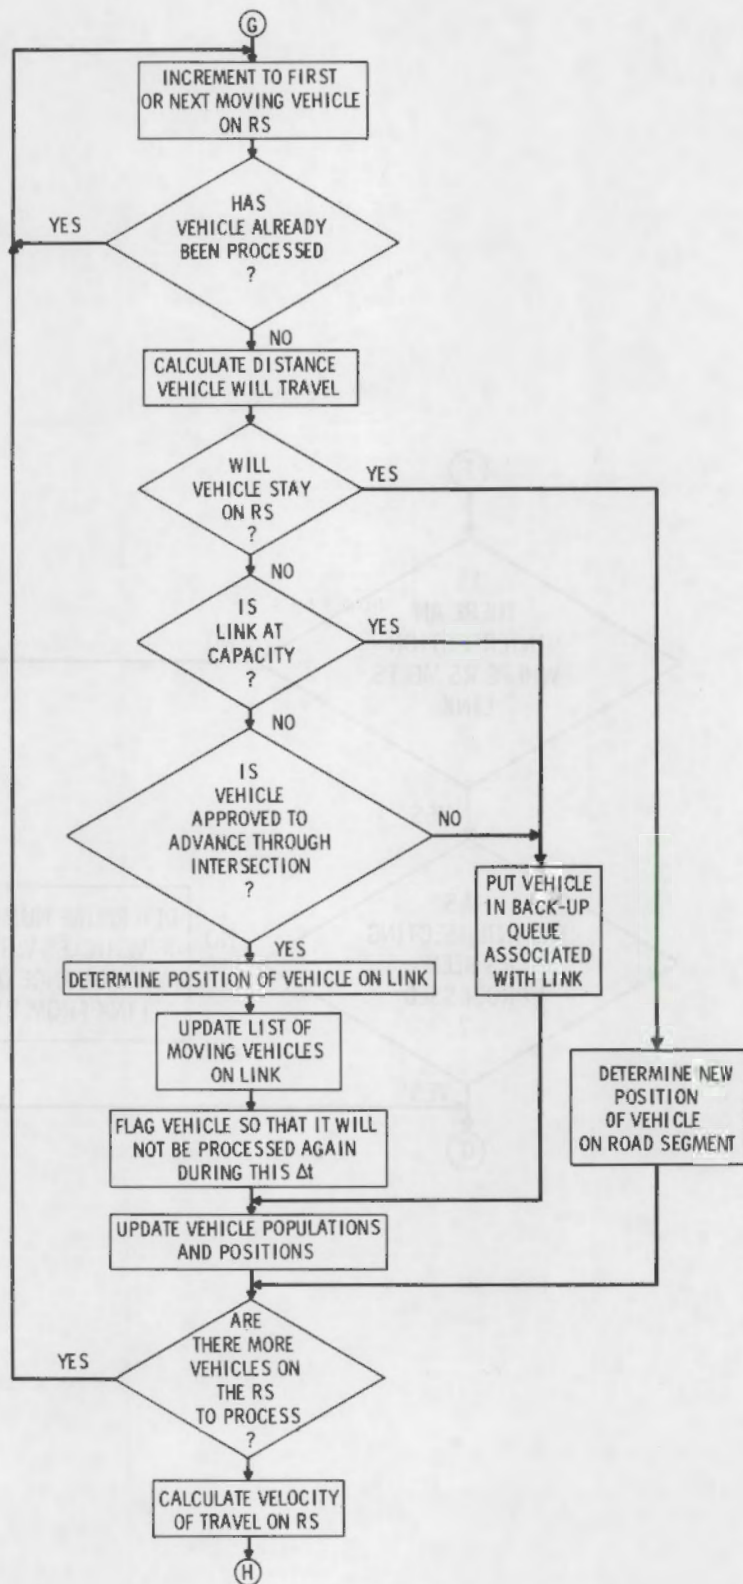 G
INCREMENT TO FIRST
OR NEXT MOVING VEHICLE
ON RS
HAS
VEHICLE ALREADY
BEEN PROCESSED
?
YES
NO
CALCULATE DISTANCE
VEHICLE WILL TRAVEL
WILL
VEHICLE STAY
ON RS
?
YES
NO
IS
LINK AT
CAPACITY
?
YES
NO
IS
VEHICLE
APPROVED TO
ADVANCE THROUGH
INTERSECTION
?
NO
YES
PUT VEHICLE
IN BACK-UP
QUEUE
ASSOCIATED
WITH LINK
DETERMINE POSITION OF VEHICLE ON LINK
UPDATE LIST OF
MOVING VEHICLES
ON LINK
DETERMINE NEW
POSITION
OF VEHICLE
ON ROAD SEGMENT
FLAG VEHICLE SO THAT IT WILL
NOT BE PROCESSED AGAIN
DURING THIS Δt
UPDATE VEHICLE POPULATIONS
AND POSITIONS
ARE
THERE MORE
VEHICLES ON
THE RS
TO PROCESS
?
YES
NO
CALCULATE VELOCITY
OF TRAVEL ON RS
H